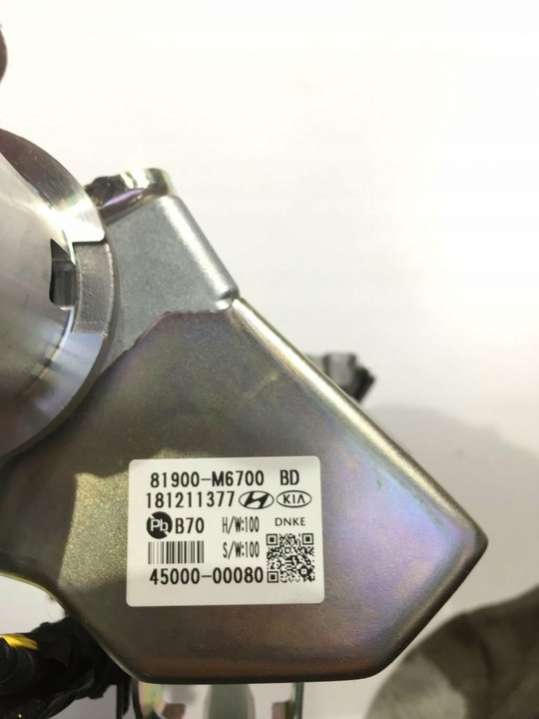 81900-M6700 BD
181211377 KIA
Pb B70 H/W:100 DNKE
S/W:100
45000-00080